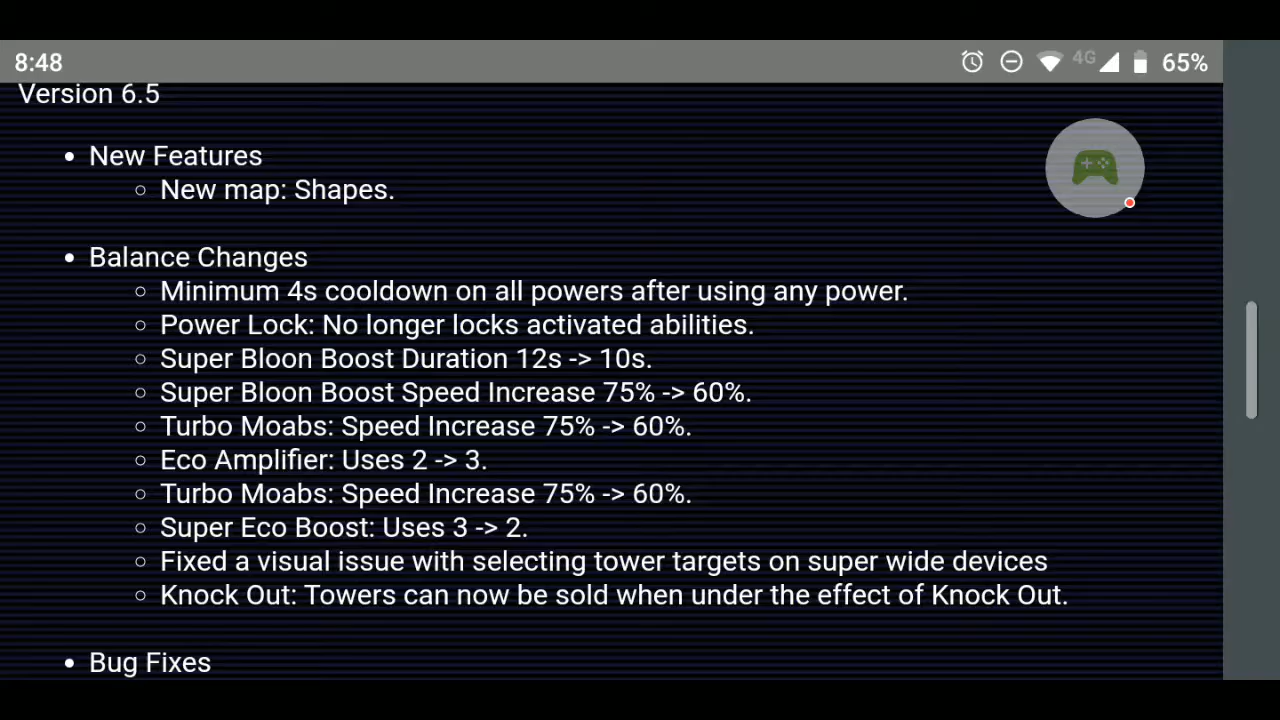 8:48
4G
65%
Version 6.5
New Features
New map: Shapes.
Balance Changes
Minimum 4s cooldown on all powers after using any power.
Power Lock: No longer locks activated abilities.
Super Bloon Boost Duration 12s -> 10s.
Super Bloon Boost Speed Increase 75% -> 60%.
Turbo Moabs: Speed Increase 75% -> 60%.
Eco Amplifier: Uses 2 -> 3.
Turbo Moabs: Speed Increase 75% -> 60%.
Super Eco Boost: Uses 3 -> 2.
Fixed a visual issue with selecting tower targets on super wide devices
Knock Out: Towers can now be sold when under the effect of Knock Out.
Bug Fixes